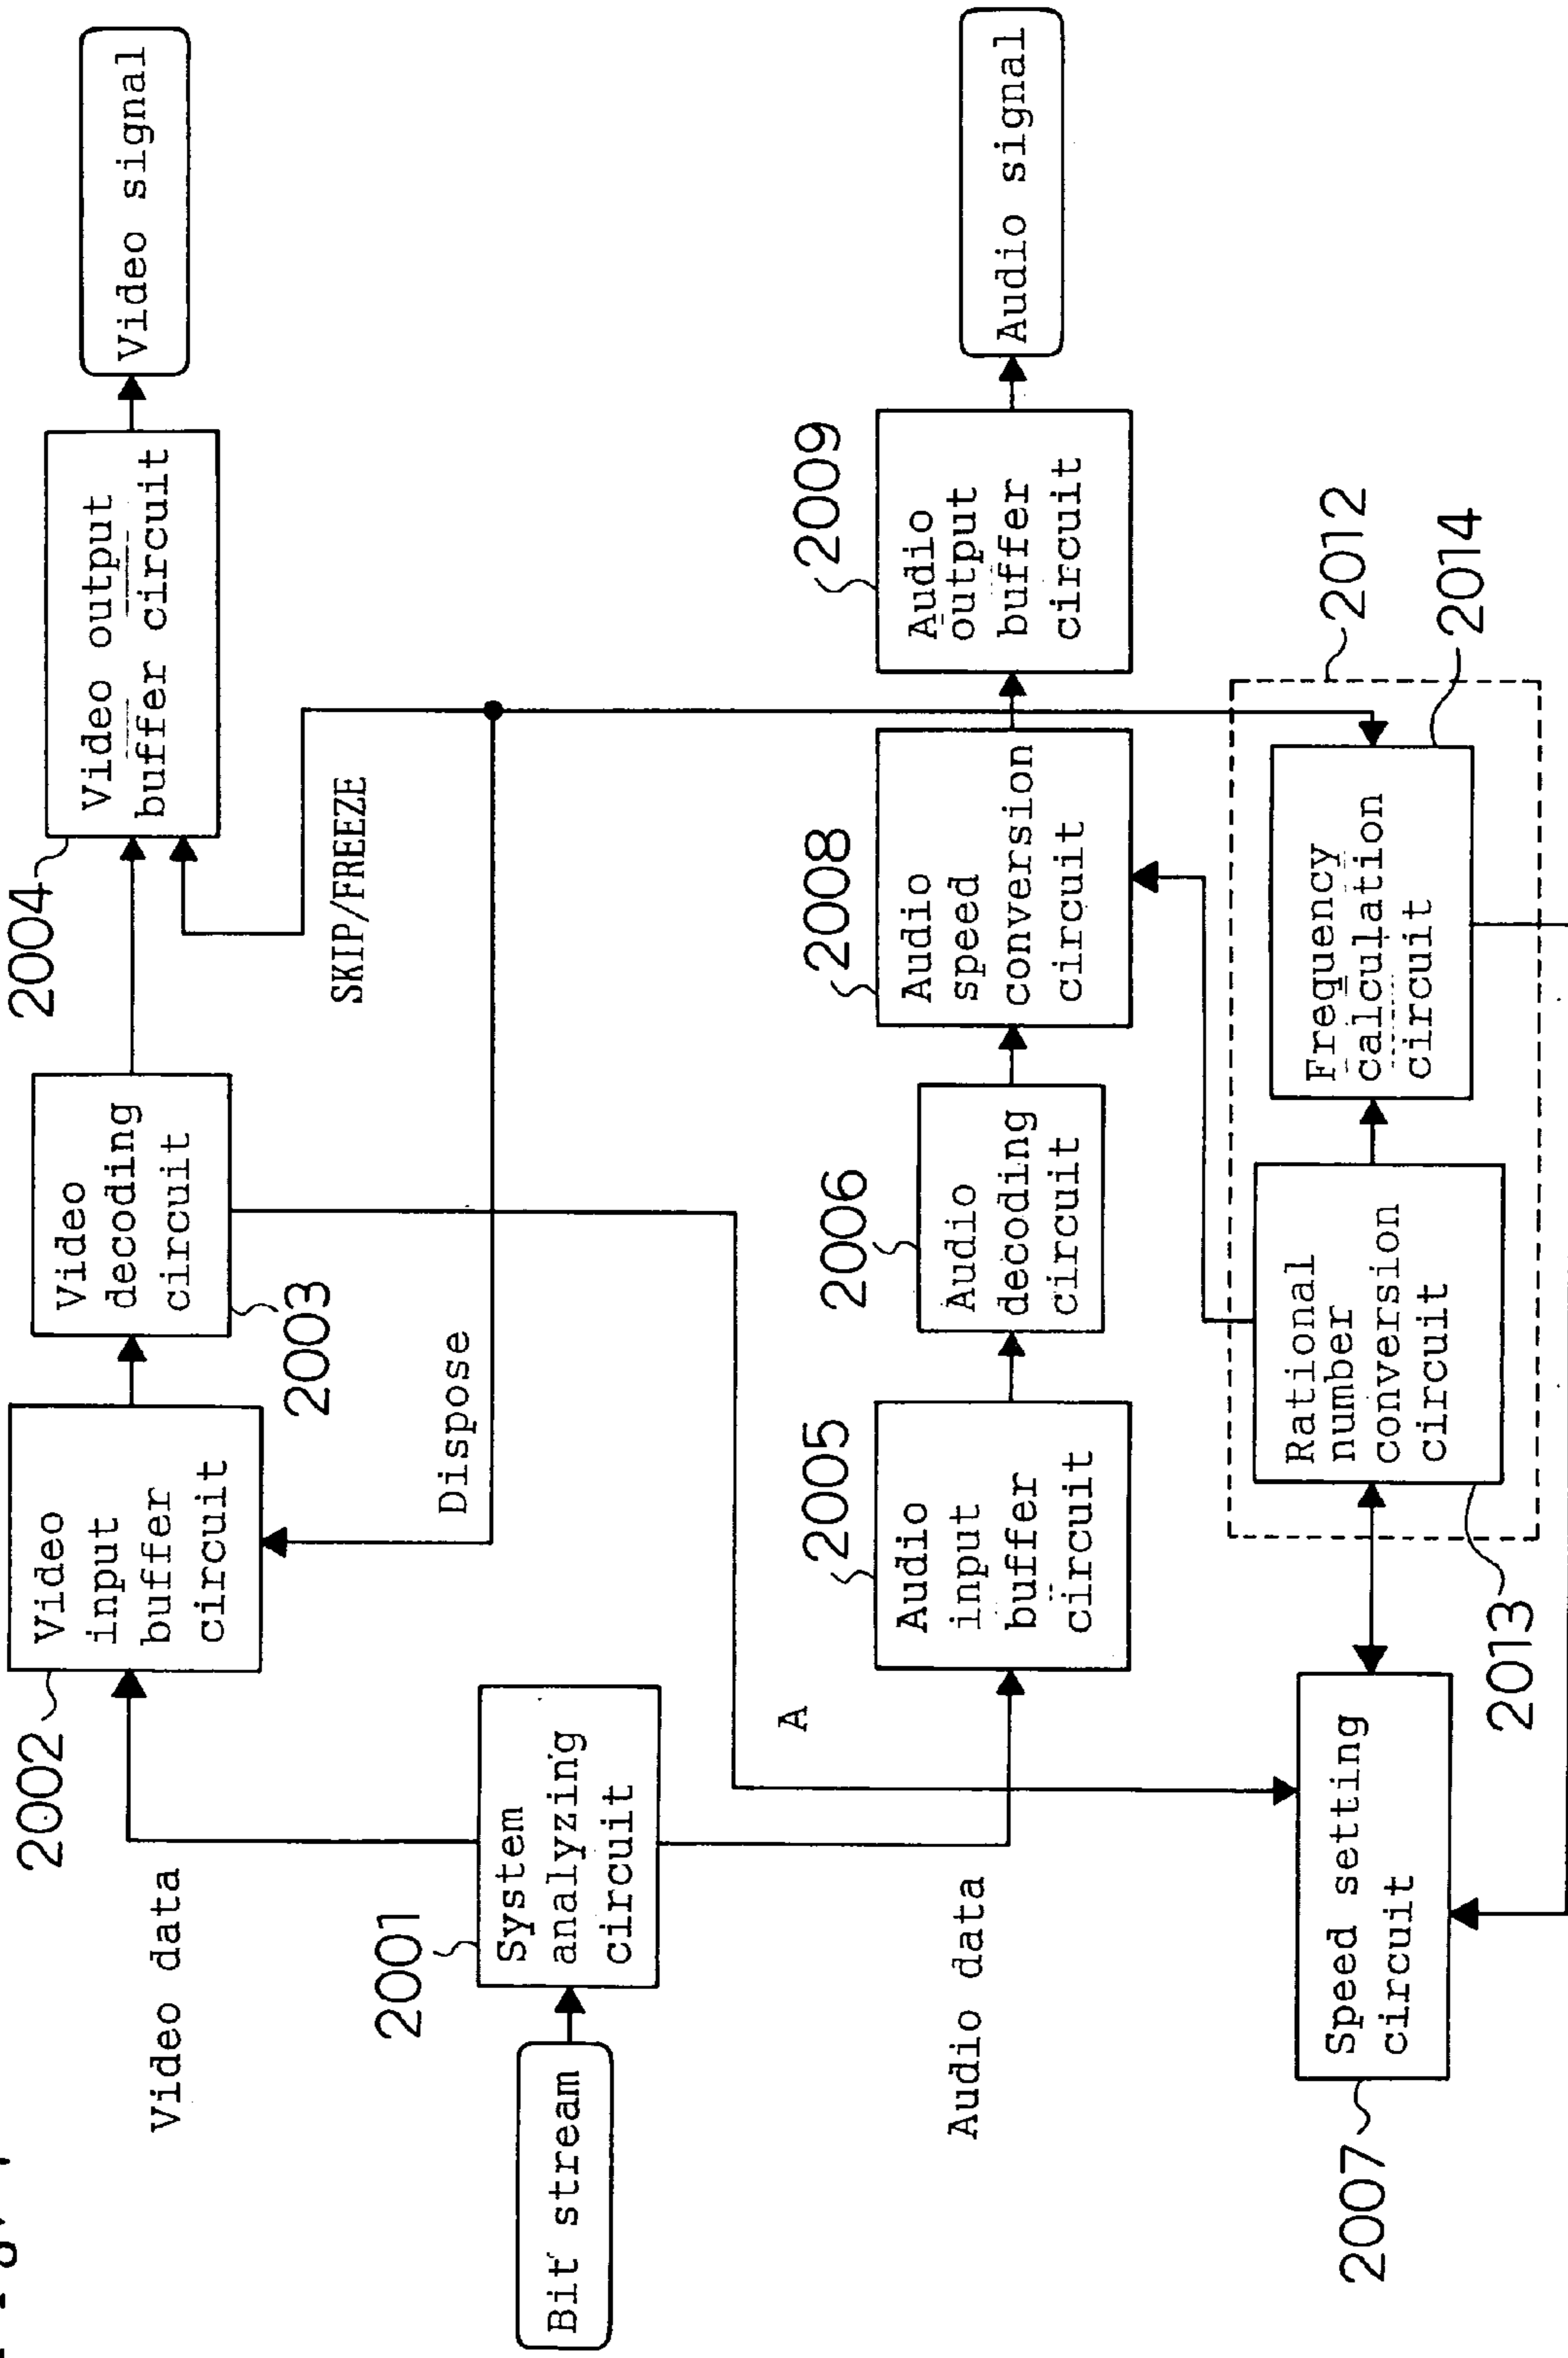 Video data
2002
Video
input
buffer
circuit
Video
decoding
circuit
2003
2004
Video output
buffer circuit
Video signal
SKIP/FREEZE
Dispose
2001
Bit stream
System
analyzing
circuit
A
Audio data
2005
Audio
input
buffer
circuit
2006
Audio
decoding
circuit
2008
Audio
speed
conversion
circuit
2009
Audio
output
buffer
circuit
Audio signal
2012
2007
Speed setting
circuit
2013
Rational
number
conversion
circuit
Frequency
calculation
circuit
2014